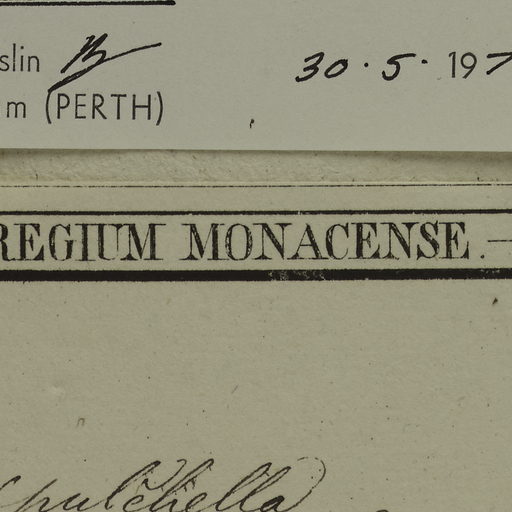 slin B
30.5.197
m (PERTH)
REGIUM MONACENSE.—
pulchella